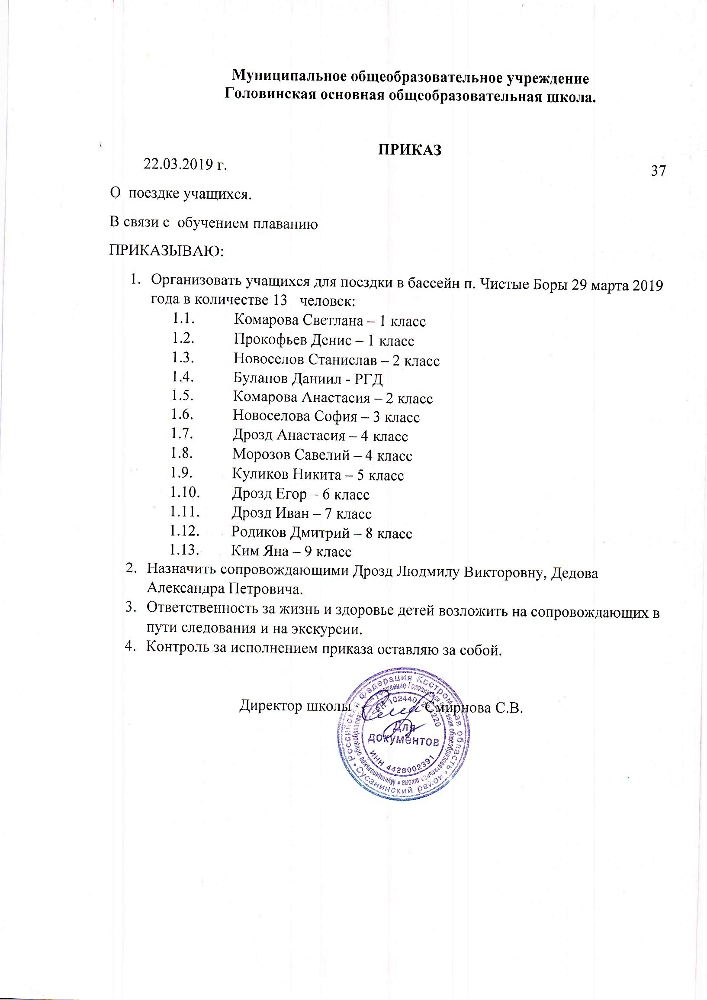 Муниципальное общеобразовательное учреждение
Головинская основная общеобразовательная школа.
ПРИКАЗ
22.03.2019 г.
37
О  поездке учащихся.
В связи с  обучением плаванию
ПРИКАЗЫВАЮ:
1. Организовать учащихся для поездки в бассейн п. Чистые Боры 29 марта 2019
года в количестве 13   человек:
1.1. Комарова Светлана – 1 класс
1.2. Прокофьев Денис – 1 класс
1.3. Новоселов Станислав – 2 класс
1.4. Буланов Даниил - РГД
1.5. Комарова Анастасия – 2 класс
1.6. Новоселова София – 3 класс
1.7. Дрозд Анастасия – 4 класс
1.8. Морозов Савелий – 4 класс
1.9. Куликов Никита – 5 класс
1.10. Дрозд Егор – 6 класс
1.11. Дрозд Иван – 7 класс
1.12. Родиков Дмитрий – 8 класс
1.13. Ким Яна – 9 класс
2. Назначить сопровождающими Дрозд Людмилу Викторовну, Дедова
Александра Петровича.
3. Ответственность за жизнь и здоровье детей возложить на сопровождающих в
пути следования и на экскурсии.
4. Контроль за исполнением приказа оставляю за собой.
Директор школы Смирнова С.В.
Российская Федерация Костромская область
Сусанинский район
Муниципальное общеобразовательное учреждение Головинская основная общеобразовательная школа
Для
документов
ИНН 4428002391